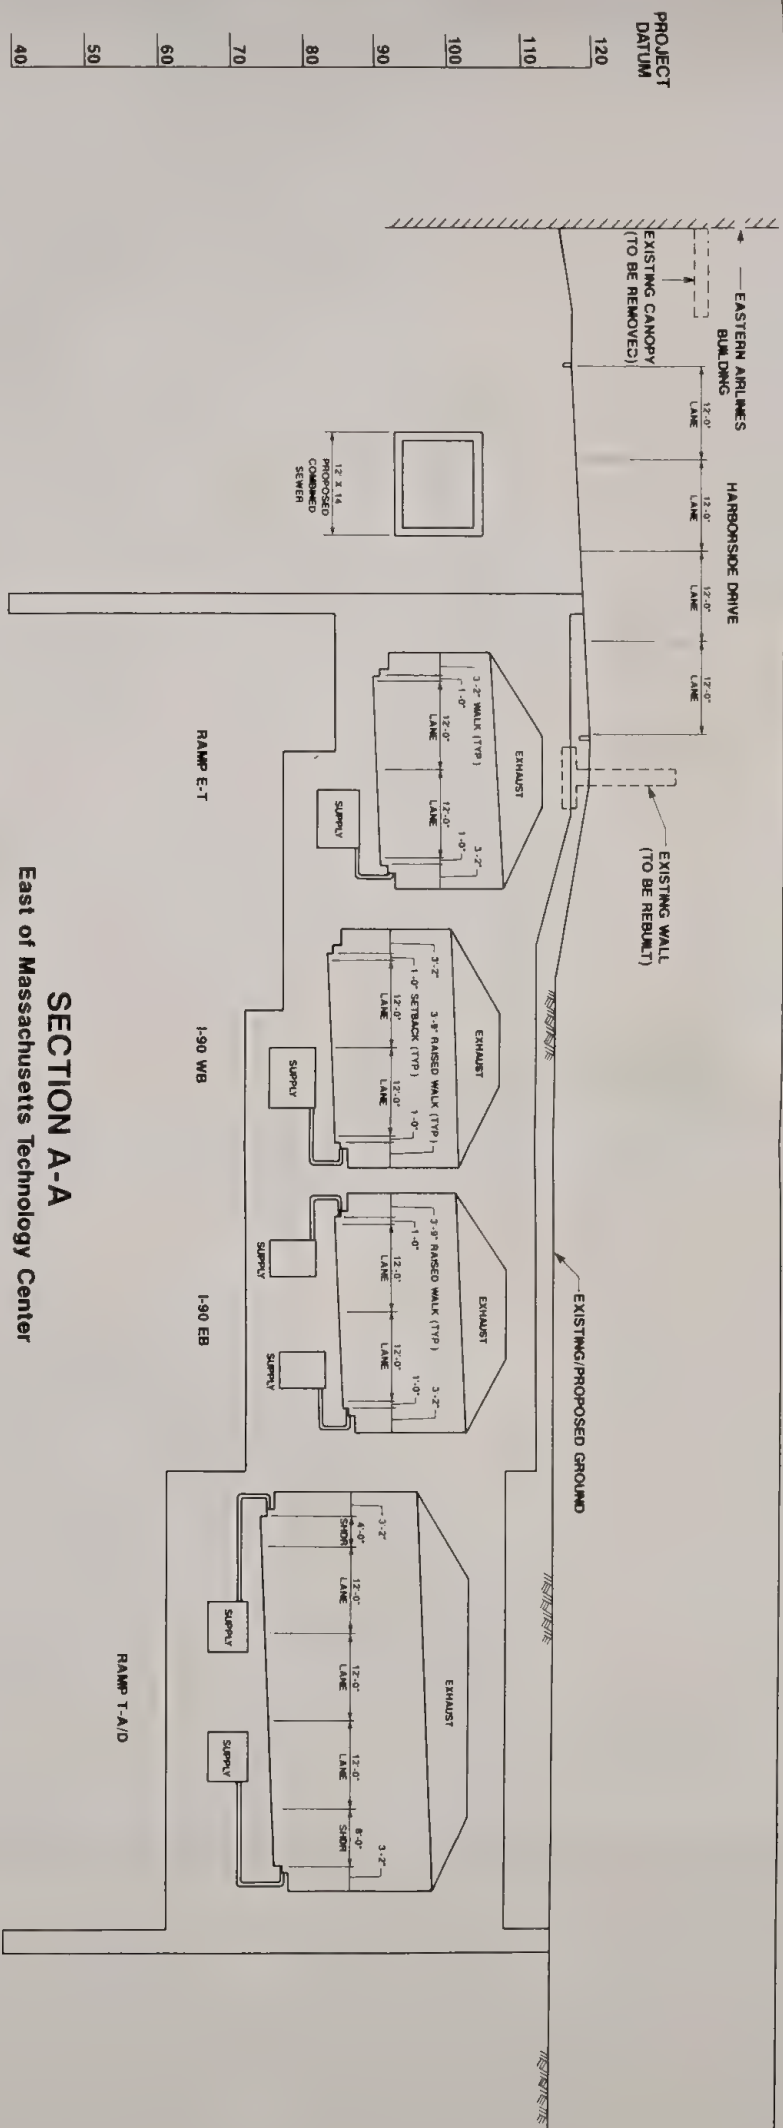 PROJECT
DATUM
120
110
100
90
80
70
60
50
40
EASTERN AIRLINES
BUILDING
HARBORSIDE DRIVE
EXISTING CANOPY
(TO BE REMOVED)
12'-0"
LANE
12'-0"
LANE
12'-0"
LANE
12'-0"
LANE
EXISTING WALL
(TO BE REBUILT)
EXISTING/PROPOSED GROUND
12' X 14'
PROPOSED
COMBINED
SEWER
EXHAUST
3'-2" WALK (TYP)
1'-0"
12'-0"
LANE
12'-0"
LANE
1'-0"
3'-2"
SUPPLY
RAMP E-T
EXHAUST
3'-2"
3'-9" RAISED WALK (TYP)
1'-0" SETBACK (TYP)
12'-0"
LANE
12'-0"
LANE
1'-0"
SUPPLY
I-90 WB
EXHAUST
3'-9" RAISED WALK (TYP)
1'-0"
12'-0"
LANE
12'-0"
LANE
1'-0"
3'-2"
SUPPLY
SUPPLY
I-90 EB
EXHAUST
3'-2"
4'-0"
SHDR
12'-0"
LANE
12'-0"
LANE
12'-0"
LANE
8'-0"
SHDR
3'-2"
SUPPLY
SUPPLY
RAMP T-A/D
SECTION A-A
East of Massachusetts Technology Center